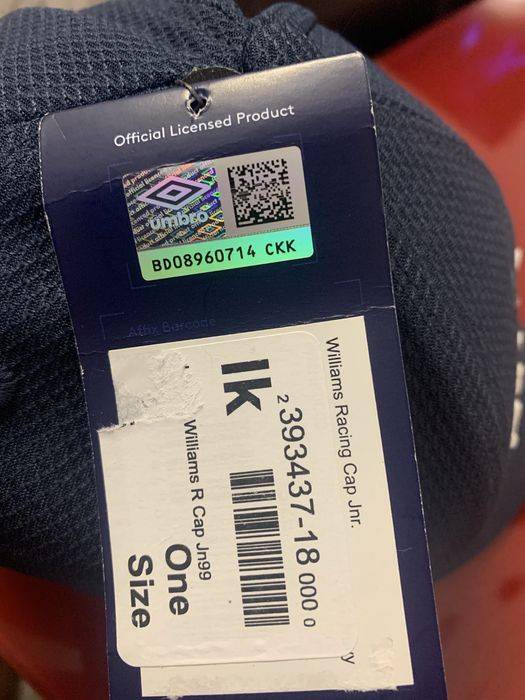 Official Licensed Product
umbro
BD08960714 CKK
Affix Barcode
Williams Racing Cap Jnr.
2 393437-18 000 0
lk
Williams R Cap Jn99
One
Size